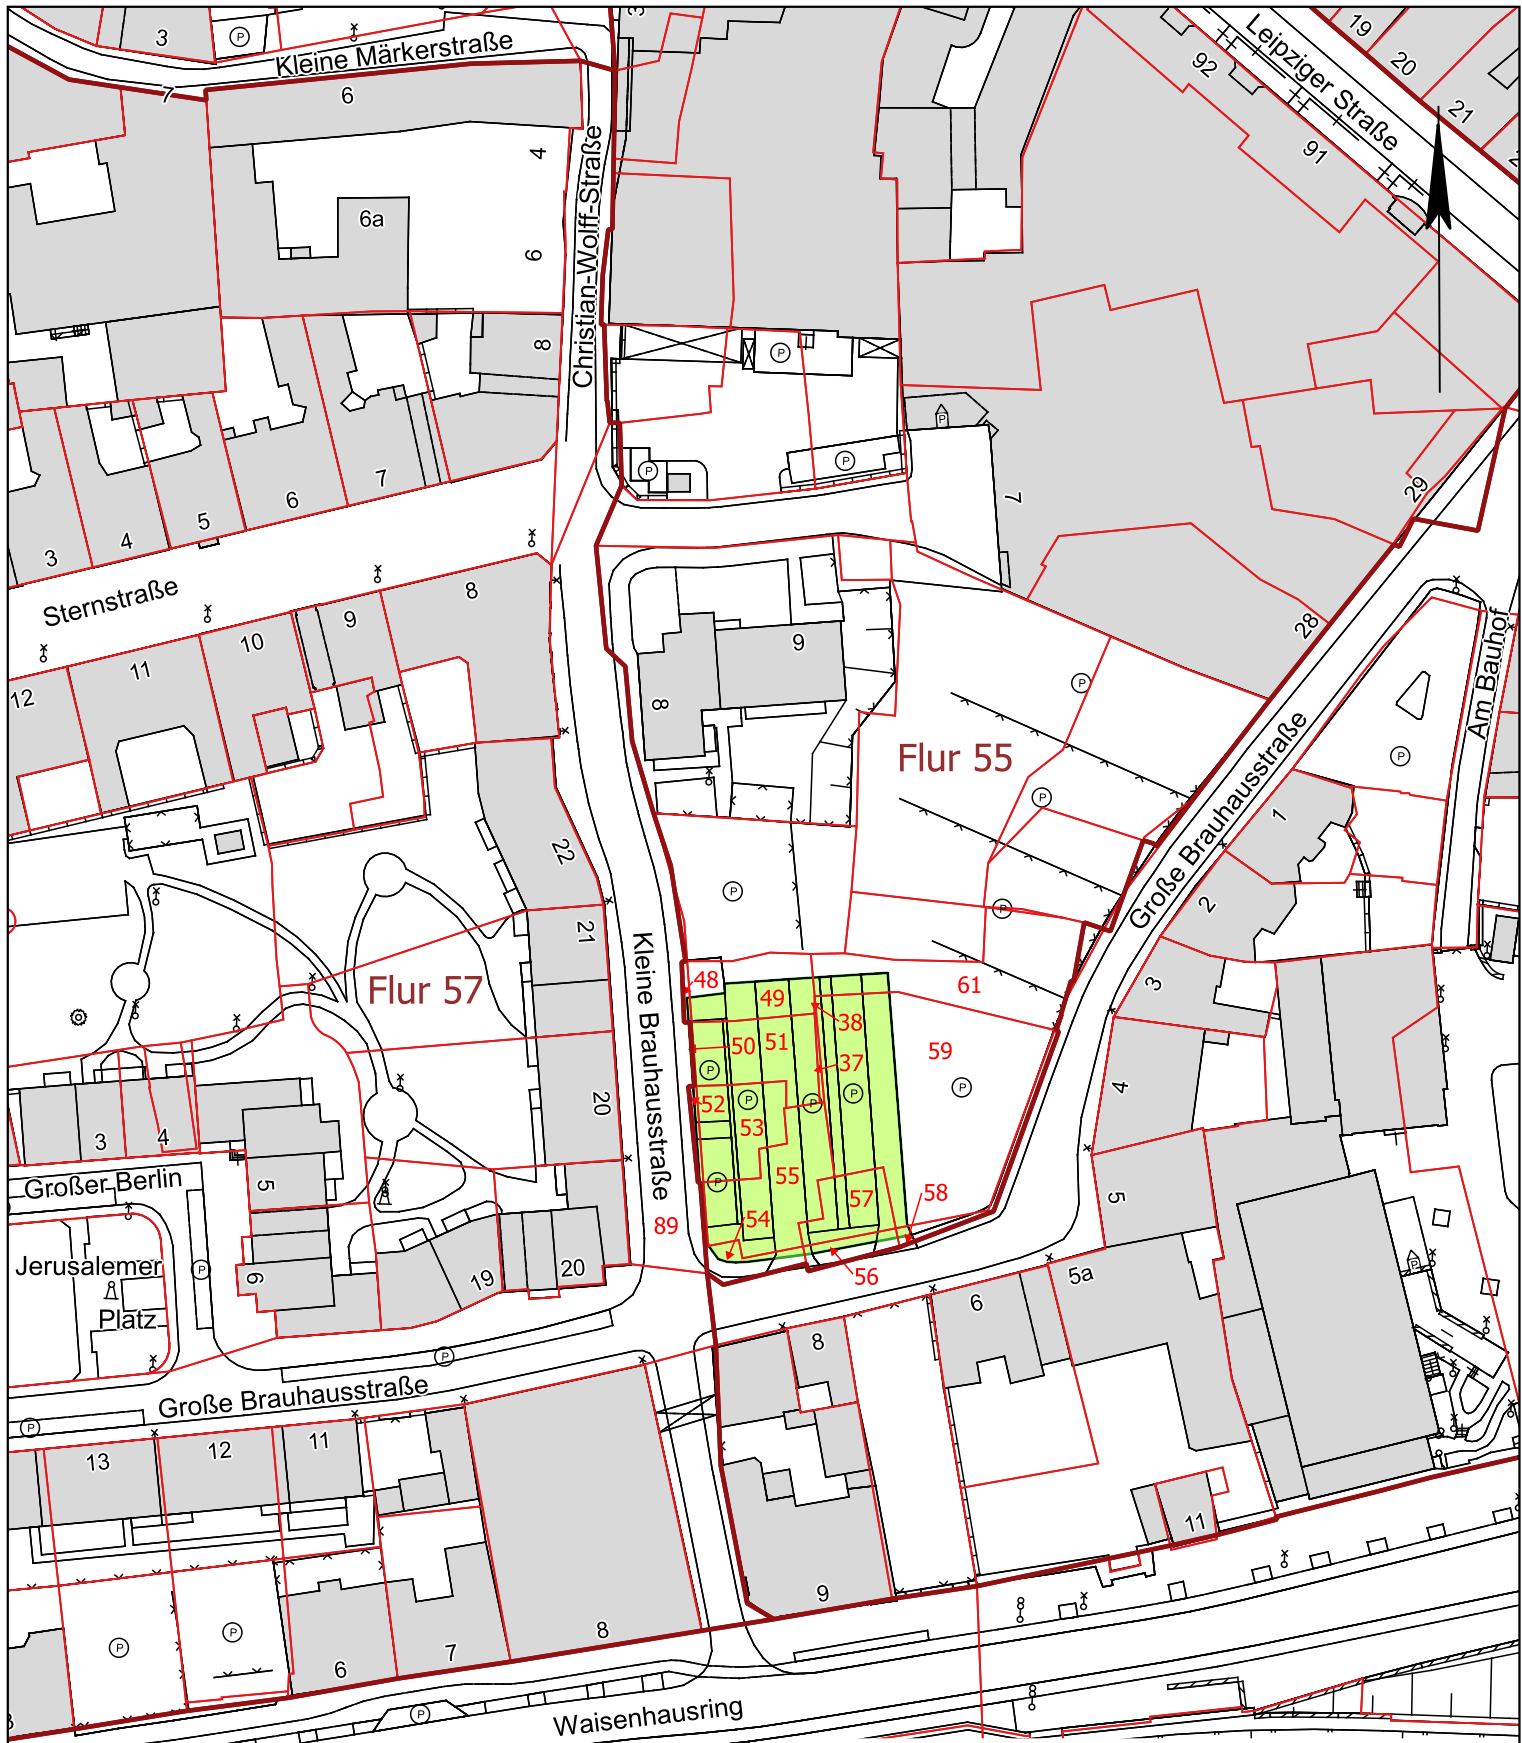 3
P
3
Kleine Märkerstraße
7
6
4
6a
6
Christian-Wolff-Straße
8
Leipziger Straße
92
91
19
20
21
P
P
P
P
7
29
28
3
4
5
6
7
Sternstraße
12
11
10
9
8
9
8
Flur 55
P
P
P
P
P
Am Bauhof
Große Brauhausstraße
1
2
3
4
5
22
21
20
Flur 57
Kleine Brauhausstraße
48
49
50
51
52
53
54
55
56
57
58
59
61
38
37
89
P
P
P
P
P
P
3
4
5
6
Großer Berlin
Jerusalemer
Platz
P
19
20
P
Große Brauhausstraße
P
13
12
11
8
6
5a
P
11
9
P
P
6
7
8
8
P
Waisenhausring